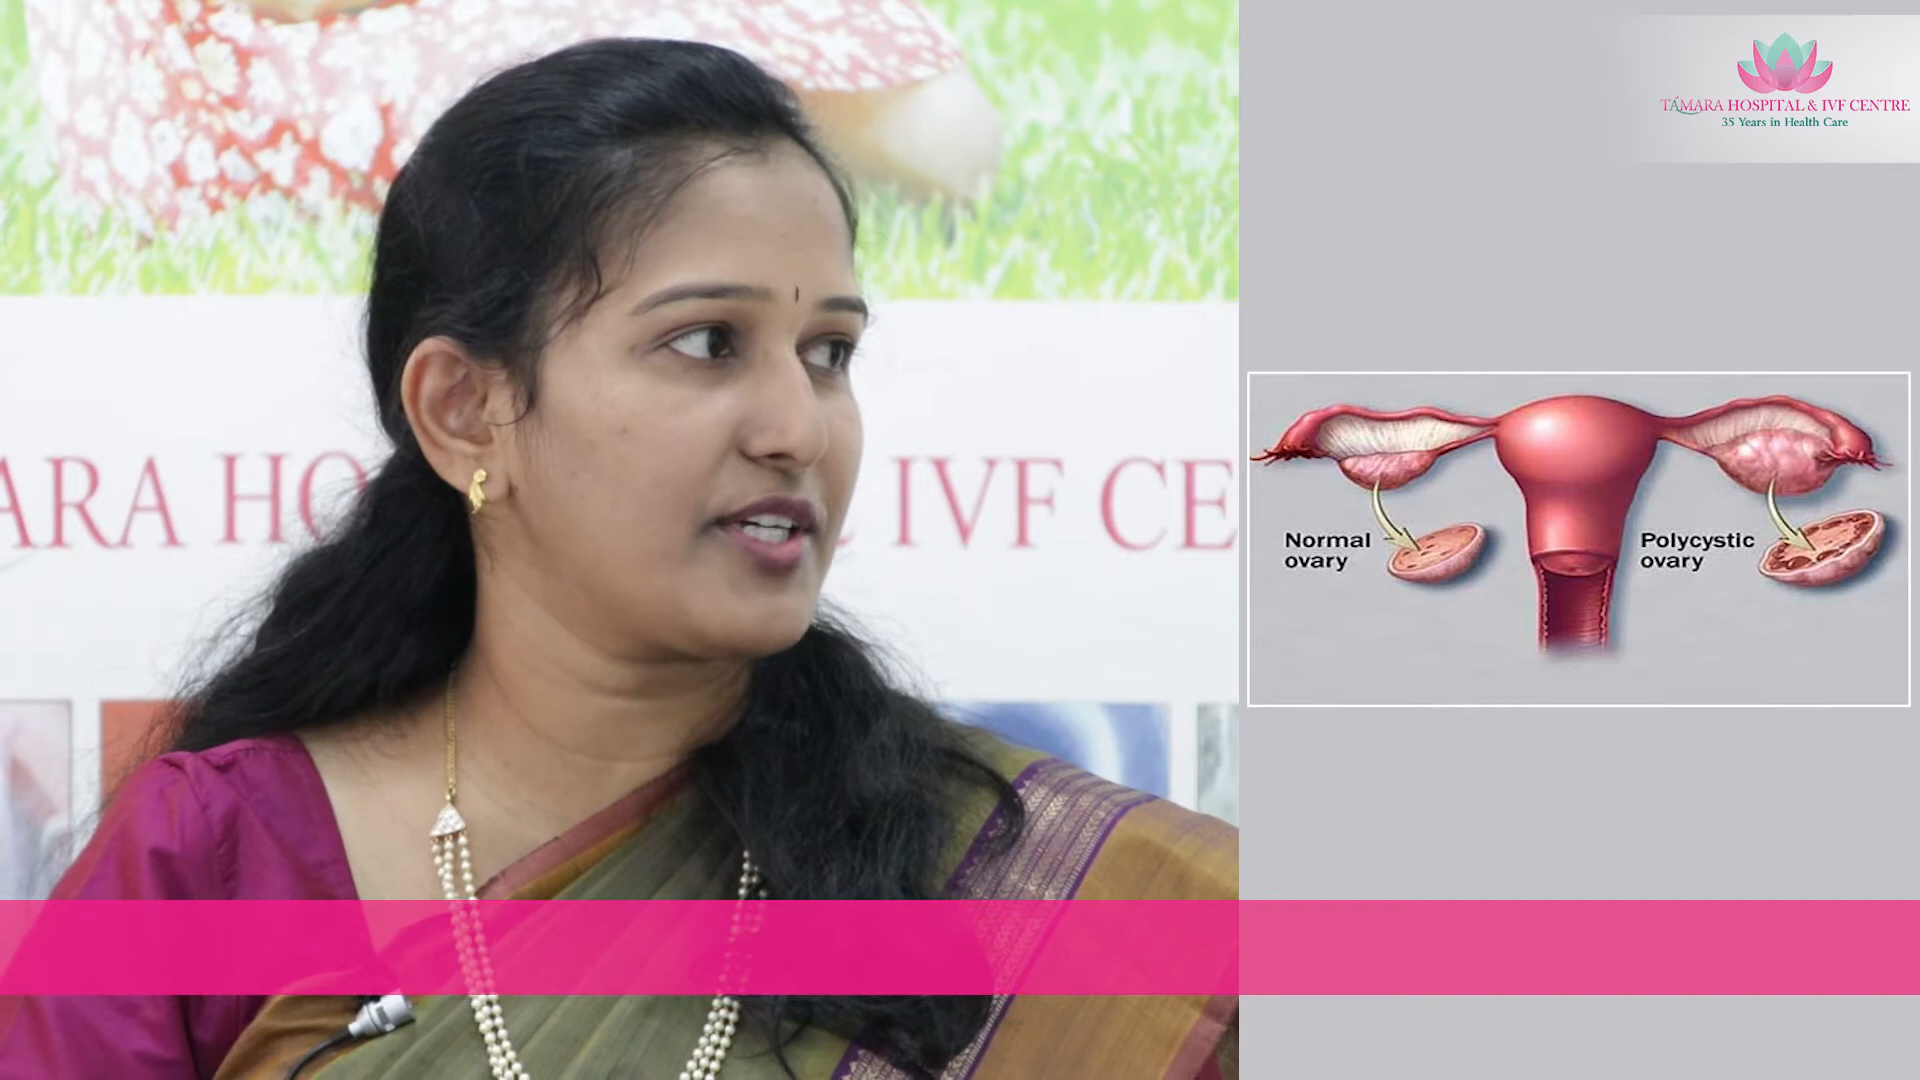 TAMARA HOSPITAL & IVF CENTRE
35 Years in Health Care
ARA HO & IVF CE
Normal
ovary
Polycystic
ovary